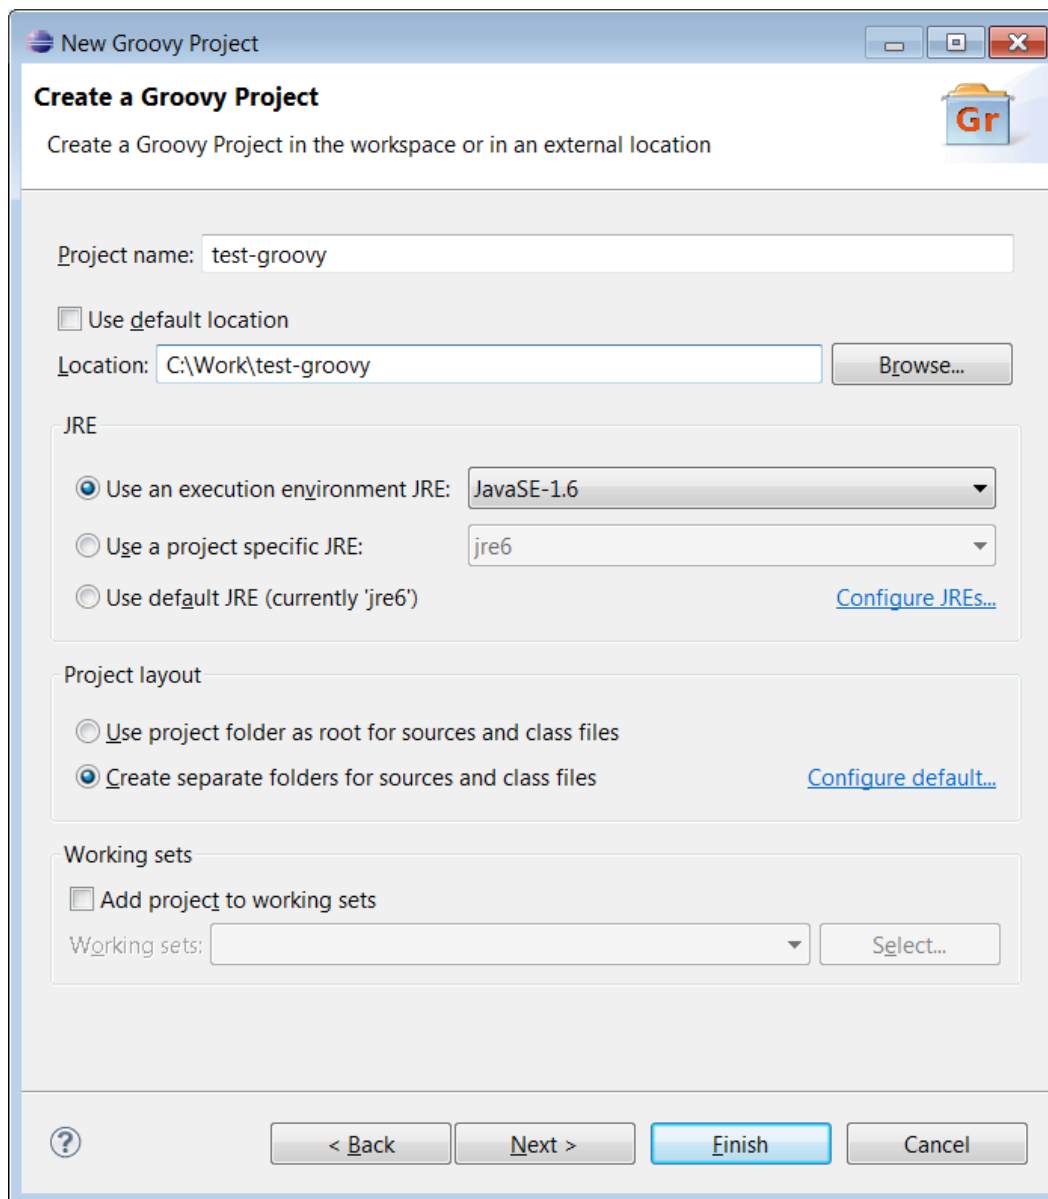 New Groovy Project
Create a Groovy Project
Gr
Create a Groovy Project in the workspace or in an external location
Project name: test-groovy
Use default location
Location: C:\Work\test-groovy Browse...
JRE
Use an execution environment JRE: JavaSE-1.6
Use a project specific JRE: jre6
Use default JRE (currently 'jre6') Configure JREs...
Project layout
Use project folder as root for sources and class files
Create separate folders for sources and class files Configure default...
Working sets
Add project to working sets
Working sets: Select...
? < Back Next > Finish Cancel